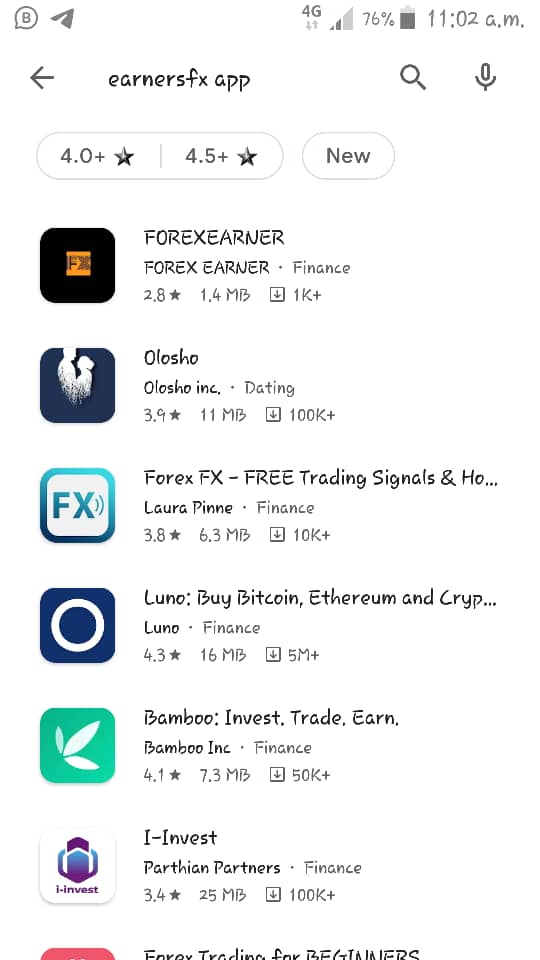 4G 76% 11:02 a.m.
earnersfx app
4.0+ ★ 4.5+ ★ New
FX
FOREXEARNER
FOREX EARNER · Finance
2.8★ 1.4 MB 1K+
Olosho
Olosho inc. · Dating
3.9★ 11 MB 100K+
FX
Forex FX - FREE Trading Signals & Ho...
Laura Pinne · Finance
3.8★ 6.3 MB 10K+
Luno: Buy Bitcoin, Ethereum and Cryp...
Luno · Finance
4.3★ 16 MB 5M+
Bamboo: Invest. Trade. Earn.
Bamboo Inc · Finance
4.1★ 7.3 MB 50K+
i-invest
I-Invest
Parthian Partners · Finance
3.4★ 25 MB 100K+
Forex Trading for BEGINNERS